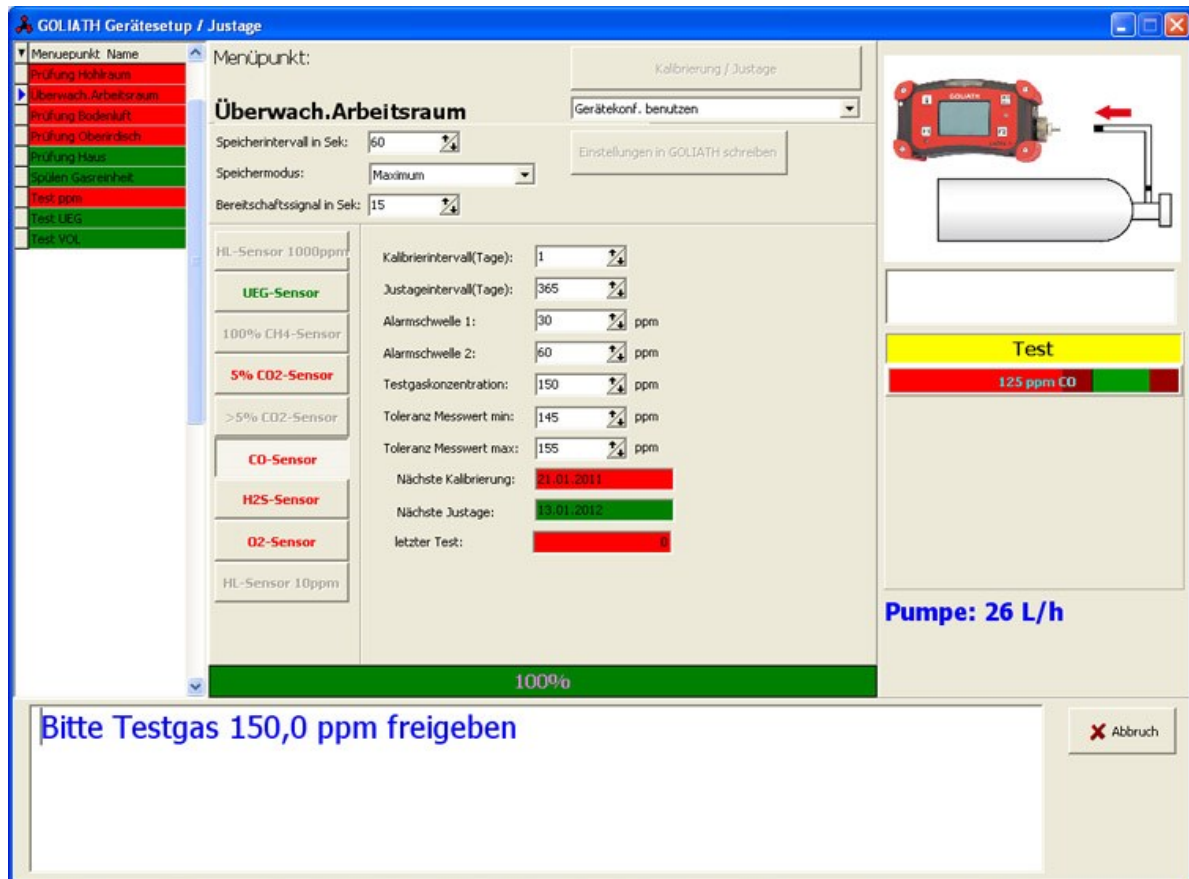 GOLIATH Gerätesetup / Justage
Menuepunkt Name
Prüfung Hohlraum
Überwach.Arbeitsraum
Prüfung Bodenluft
Prüfung Oberirdisch
Prüfung Haus
Spülen Gaseinheit
Test ppm
Test UEG
Test VOL
Menüpunkt:
Kalibrierung / Justage
Überwach.Arbeitsraum
Gerätekonf. benutzen
Speicherintervall in Sek: 60
Einstellungen in GOLIATH schreiben
Speichermodus: Maximum
Bereitschaftssignal in Sek: 15
HL-Sensor 1000ppm
UEG-Sensor
100% CH4-Sensor
5% CO2-Sensor
>5% CO2-Sensor
CO-Sensor
H2S-Sensor
O2-Sensor
HL-Sensor 10ppm
Kalibrierintervall(Tage): 1
Justageintervall(Tage): 365
Alarmschwelle 1: 30 ppm
Alarmschwelle 2: 60 ppm
Testgaskonzentration: 150 ppm
Toleranz Messwert min: 145 ppm
Toleranz Messwert max: 155 ppm
Nächste Kalibrierung: 21.01.2011
Nächste Justage: 13.01.2012
letzter Test: 0
100%
GOLIATH
Test
125 ppm CO
Pumpe: 26 L/h
Bitte Testgas 150,0 ppm freigeben
Abbruch